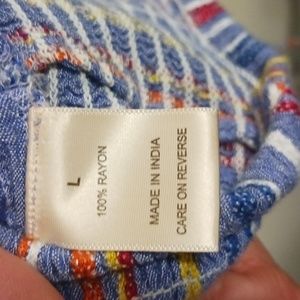 L
100% RAYON
MADE IN INDIA
CARE ON REVERSE